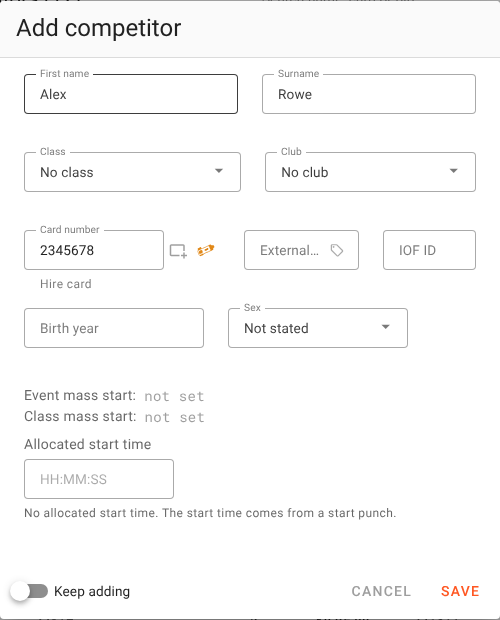 Add competitor
First name
Surname
Alex
Rowe
Class
Club
No class
No club
Card number
2345678
External...
IOF ID
Hire card
Birth year
Sex
Not stated
Event mass start: not set
Class mass start: not set
Allocated start time
HH:MM:SS
No allocated start time. The start time comes from a start punch.
Keep adding
CANCEL
SAVE